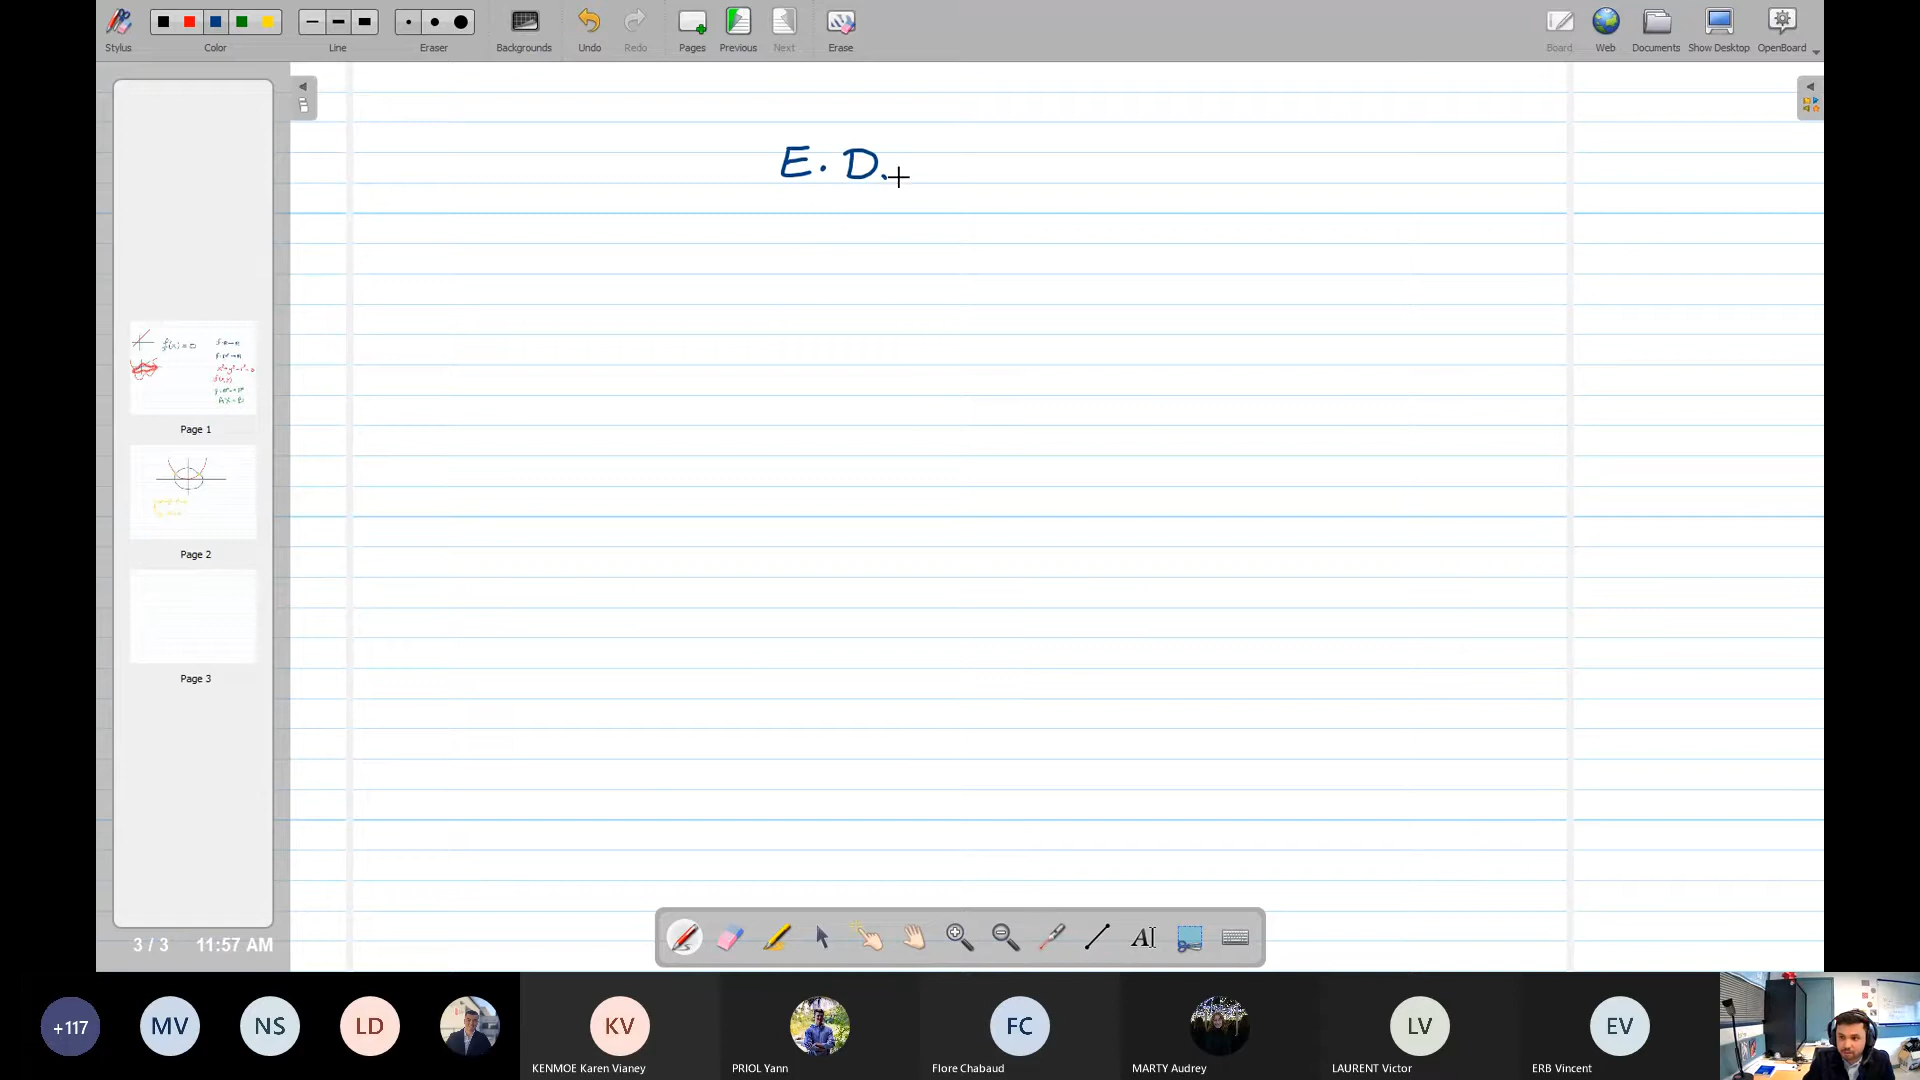 Stylus
Color
Line
Eraser
Backgrounds
Undo
Redo
Pages
Previous
Next
Erase
Board
Web
Documents
Show Desktop
OpenBoard
E. D.
Page 1
Page 2
Page 3
3 / 3 11:57 AM
+117
MV
NS
LD
KV
KENMOE Karen Vianey
PRIOL Yann
FC
Flore Chabaud
MARTY Audrey
LV
LAURENT Victor
EV
ERB Vincent